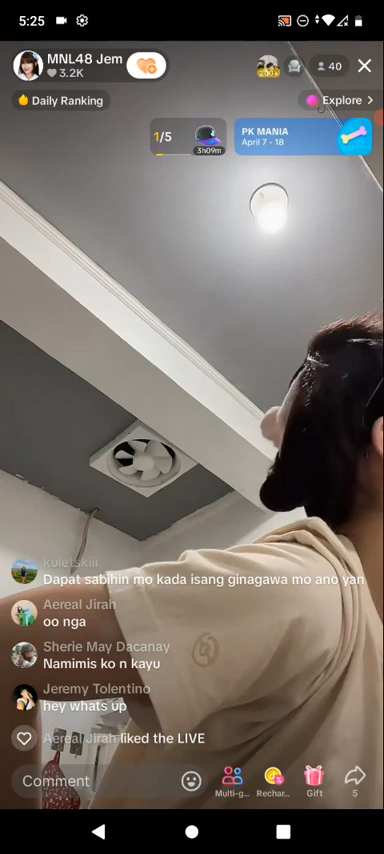 5:25
MNL48 Jem
3.2K
40
Daily Ranking
Explore
1/5
3h09m
PK MANIA
April 7 - 18
koletskiii
Dapat sabihin mo kada isang ginagawa mo ano yan
Aereal Jirah
oo nga
Sherie May Dacanay
Namimis ko n kayu
Jeremy Tolentino
hey whats up
Aereal Jirah liked the LIVE
Comment
Multi-g...
Rechar...
Gift
5